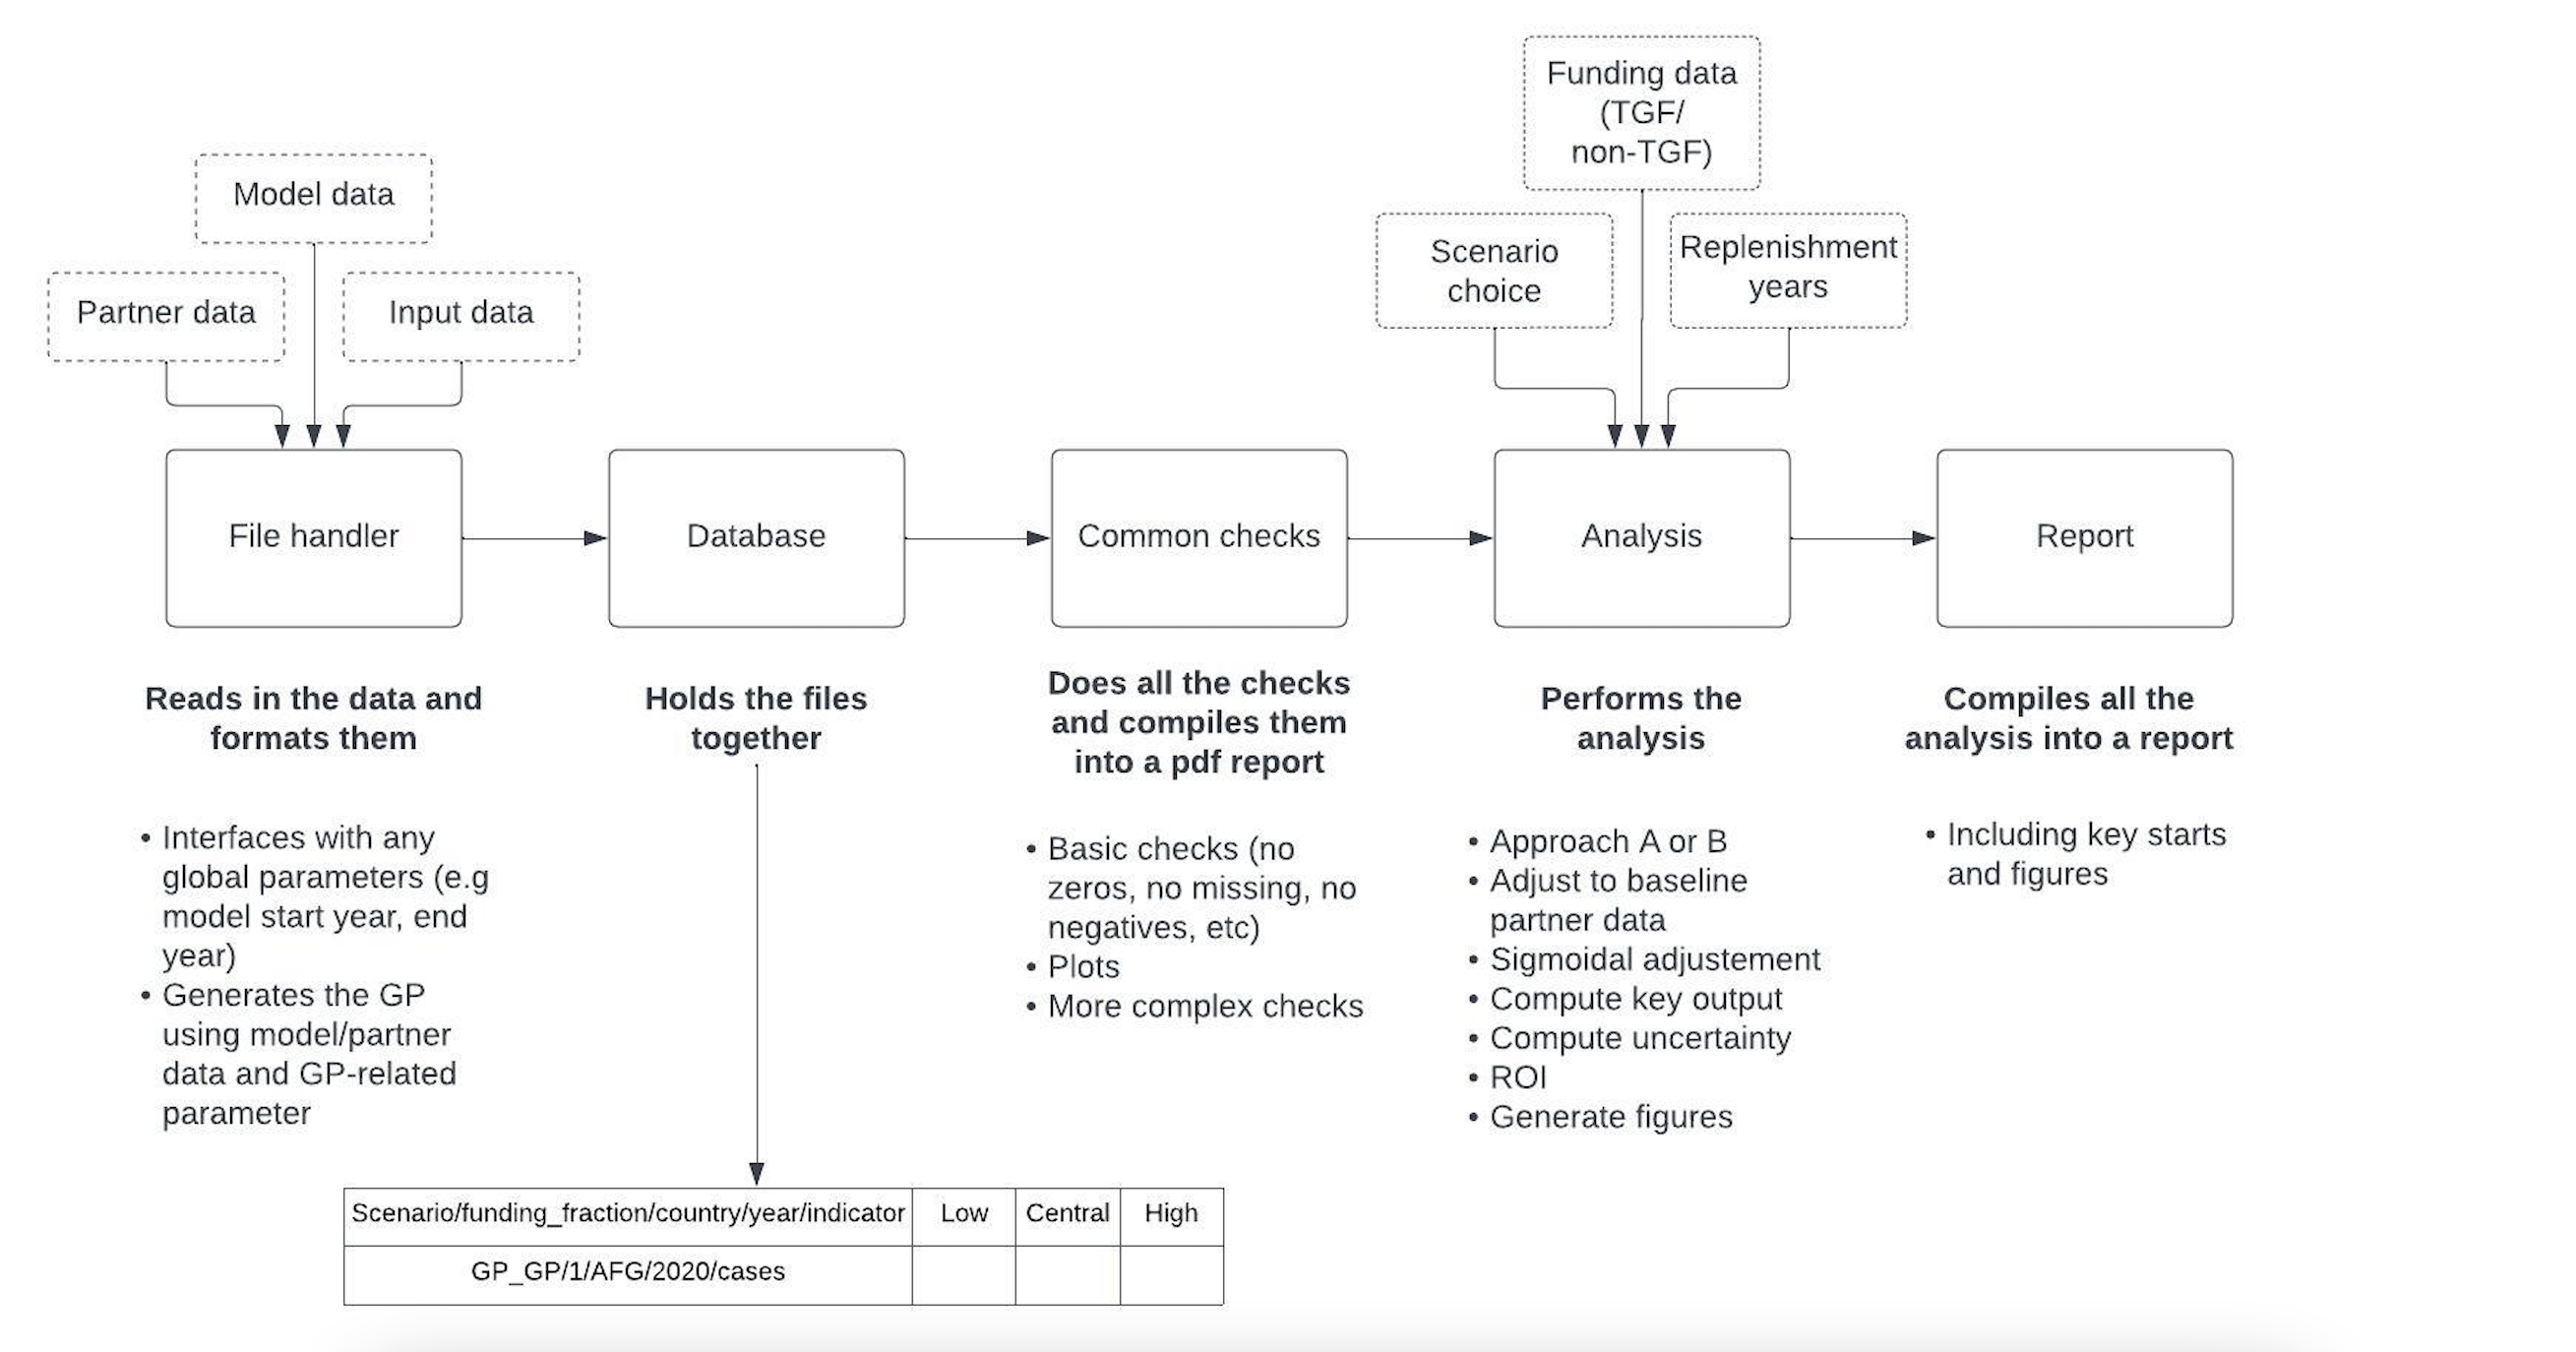 Funding data
(TGF/
non-TGF)
Model data
Scenario
choice
Replenishment
years
Partner data
Input data
File handler
Database
Common checks
Analysis
Report
Reads in the data and
formats them
Holds the files
together
Does all the checks
and compiles them
into a pdf report
Performs the
analysis
Compiles all the
analysis into a report
• Interfaces with any
global parameters (e.g
model start year, end
year)
• Generates the GP
using model/partner
data and GP-related
parameter
• Basic checks (no
zeros, no missing, no
negatives, etc)
• Plots
• More complex checks
• Approach A or B
• Adjust to baseline
partner data
• Sigmoidal adjustement
• Compute key output
• Compute uncertainty
• ROI
• Generate figures
• Including key starts
and figures
Scenario/funding_fraction/country/year/indicator Low Central High
GP_GP/1/AFG/2020/cases